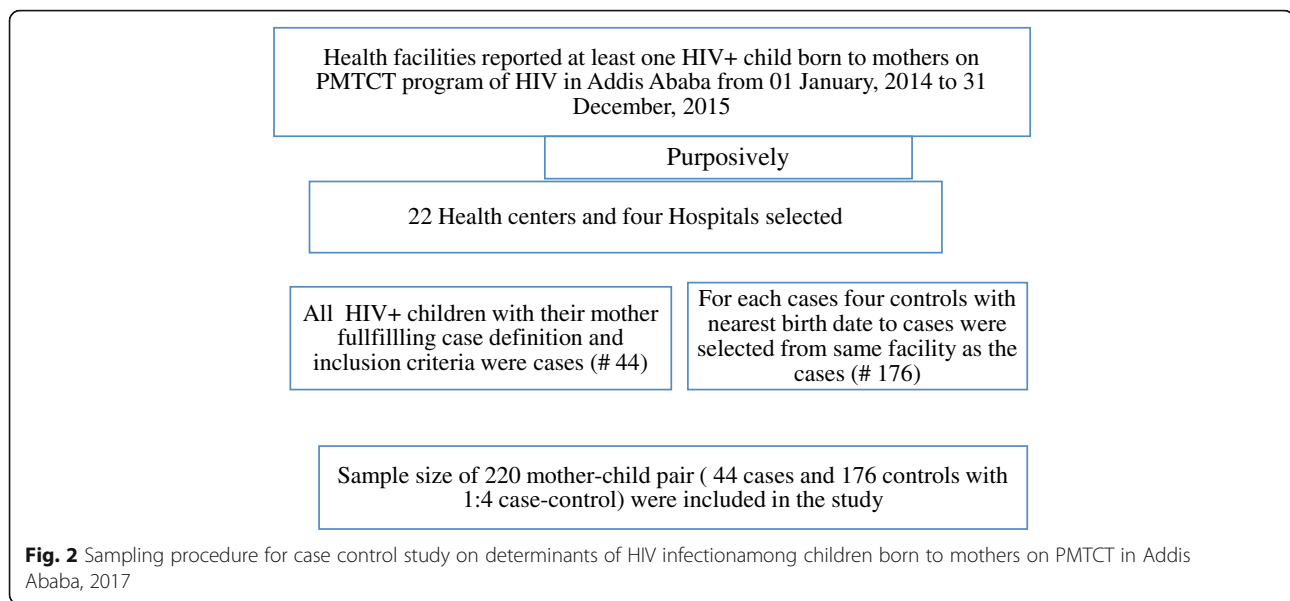 Health facilities reported at least one HIV+ child born to mothers on
PMTCT program of HIV in Addis Ababa from 01 January, 2014 to 31
December, 2015
Purposively
22 Health centers and four Hospitals selected
All HIV+ children with their mother
fullfillling case definition and
inclusion criteria were cases (# 44)
For each cases four controls with
nearest birth date to cases were
selected from same facility as the
cases (# 176)
Sample size of 220 mother-child pair ( 44 cases and 176 controls with
1:4 case-control) were included in the study
Fig. 2 Sampling procedure for case control study on determinants of HIV infectionamong children born to mothers on PMTCT in Addis
Ababa, 2017